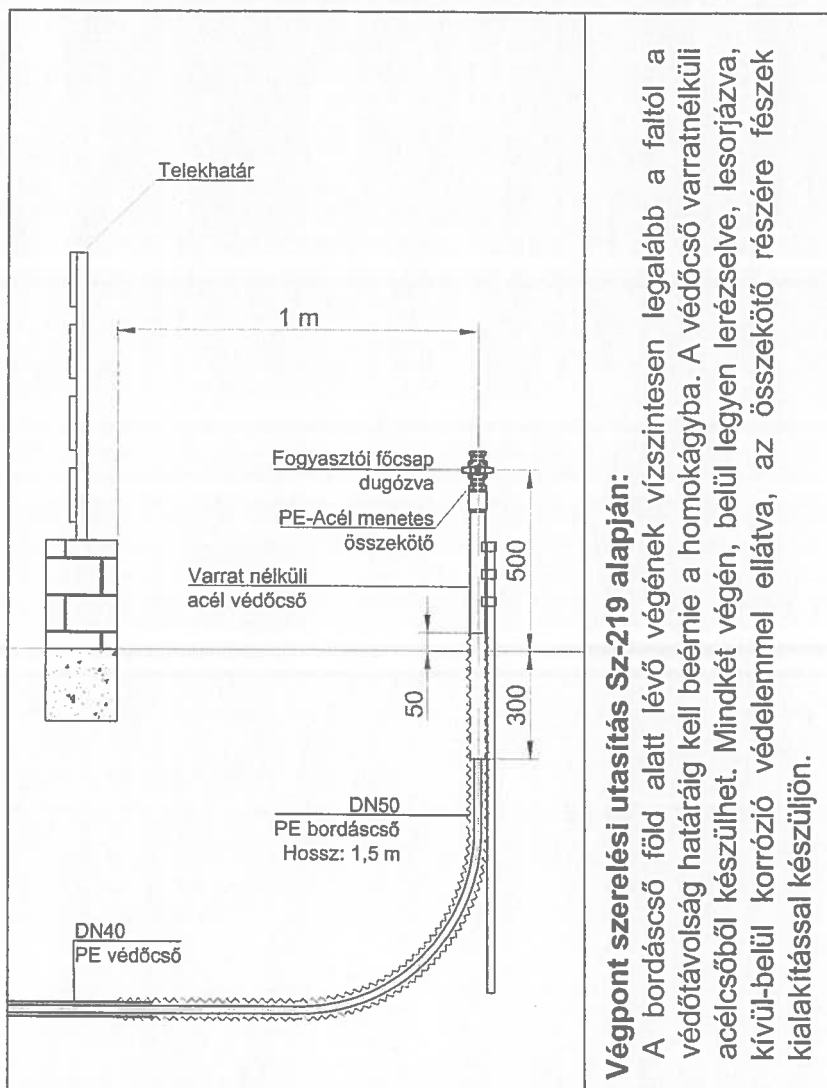 Telekhatár
1 m
Fogyasztói főcsap
dugózva
PE-Acél menetes
összekötő
Varrat nélküli
acél védőcső
500
50
300
DN50
PE bordáscső
Hossz: 1,5 m
DN40
PE védőcső
Végpont szerelési utasítás Sz-219 alapján:
A bordáscső föld alatt lévő végének vízszintesen legalább a faltól a
védőtávolság határáig kell beérnie a homokágyba. A védőcső varratnélküli
acélcsőből készülhet. Mindkét végén, belül legyen lerézselve, lesorjázva,
kívül-belül korrózió védelemmel ellátva, az összekötő részére fészek
kialakítással készüljön.